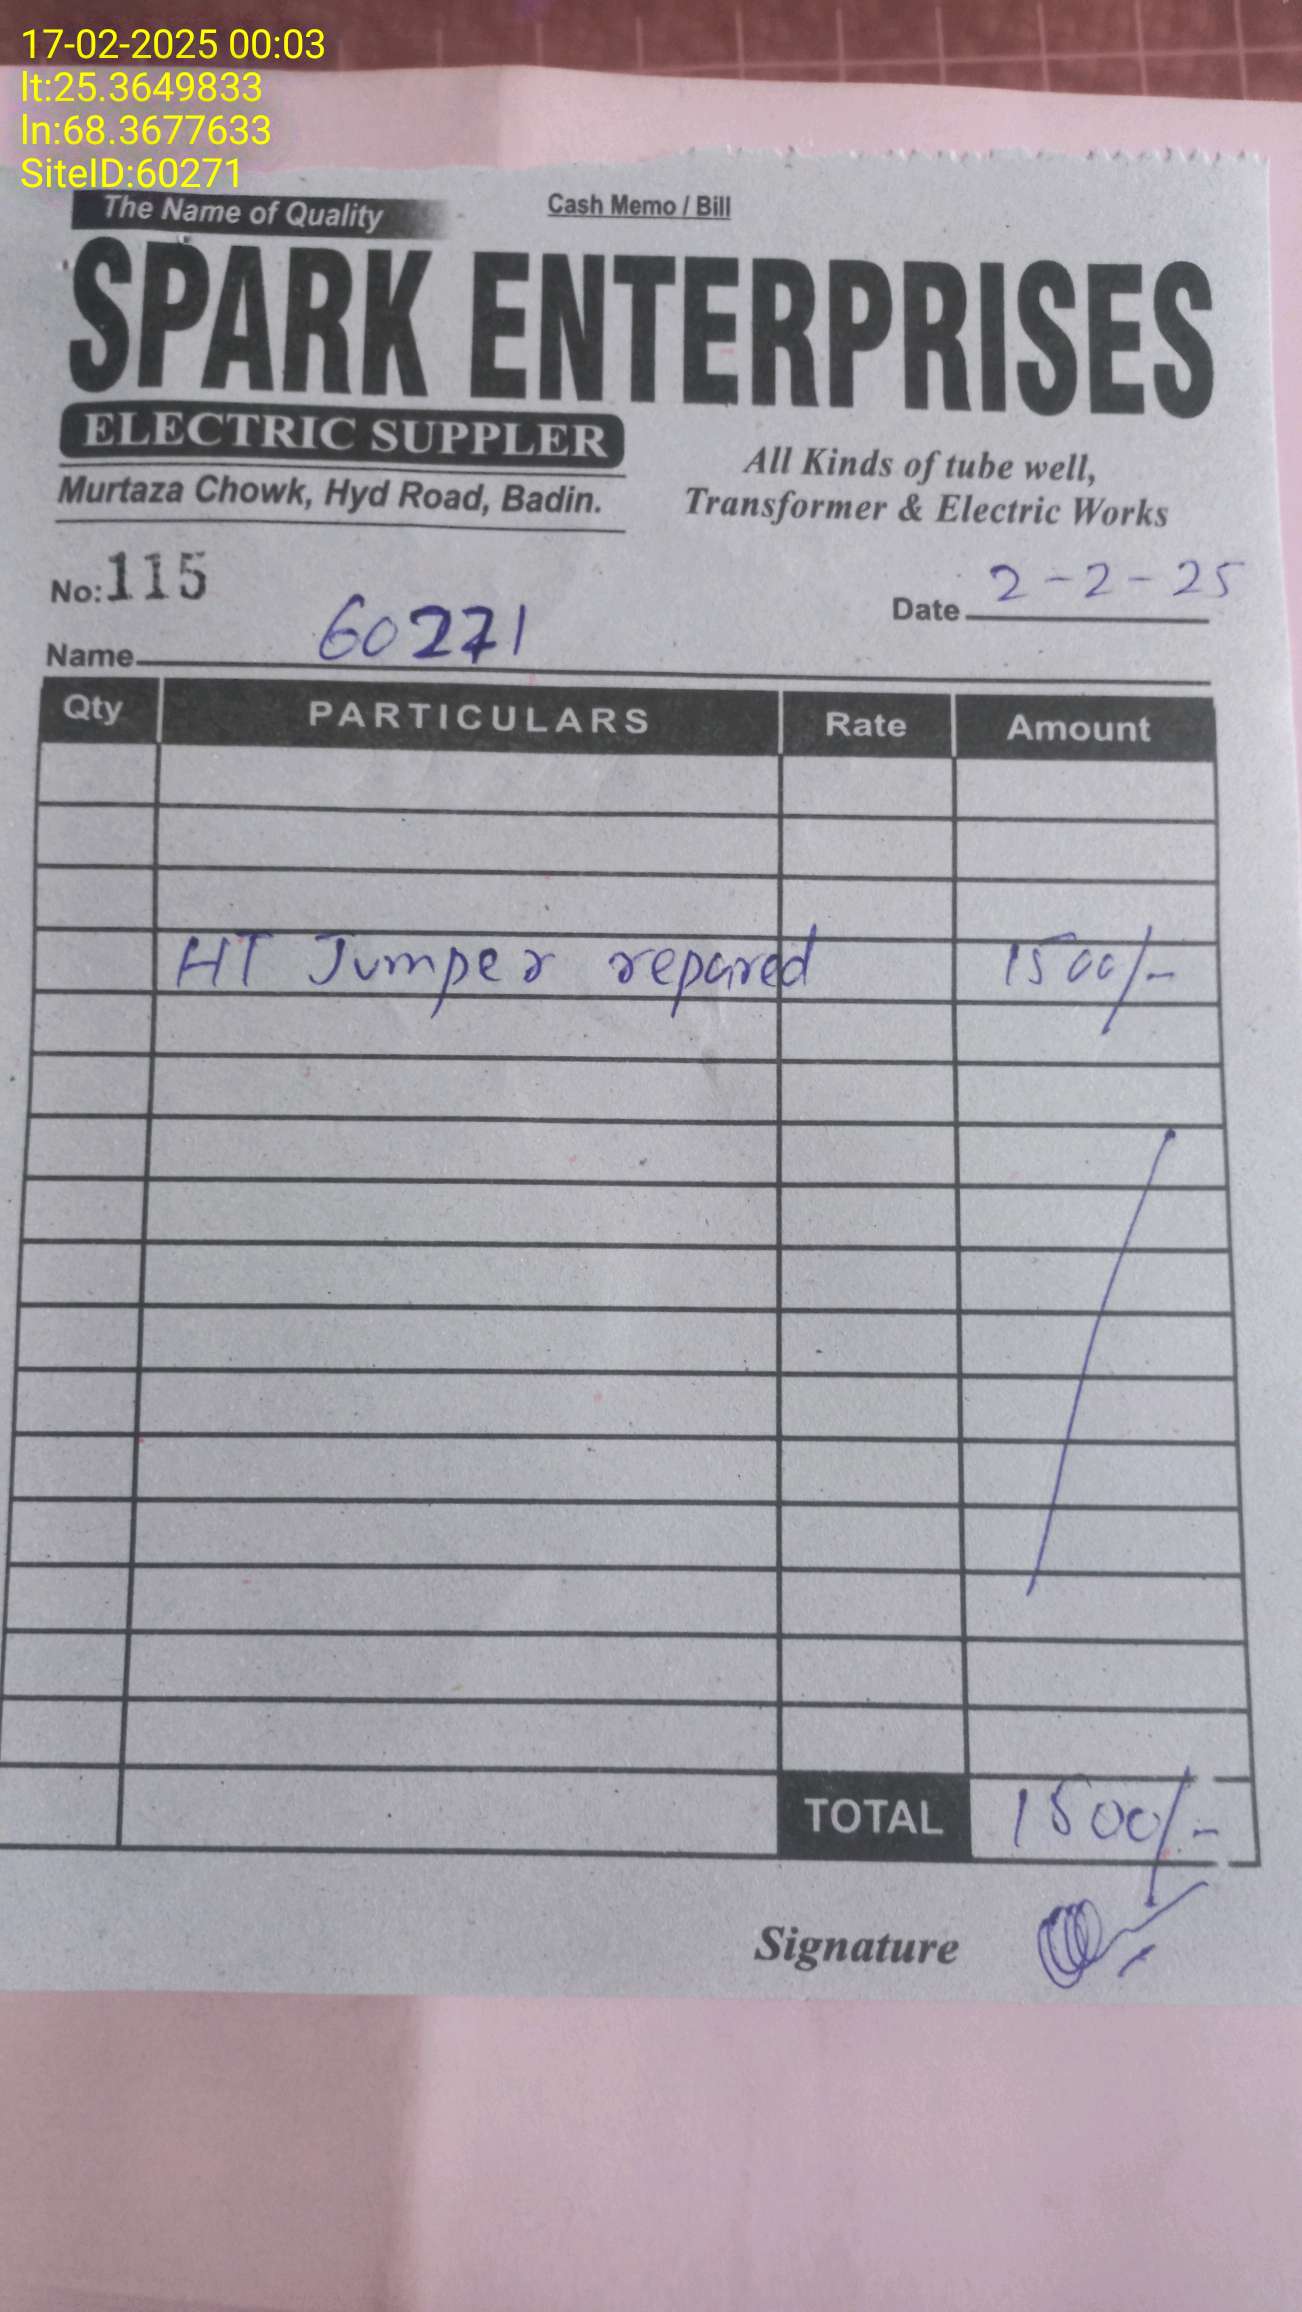 17-02-2025 00:03
lt:25.3649833
ln:68.3677633
SiteID:60271
The Name of Quality
Cash Memo / Bill
SPARK ENTERPRISES
ELECTRIC SUPPLER
Murtaza Chowk, Hyd Road, Badin.
All Kinds of tube well,
Transformer & Electric Works
No:115
Date 2-2-25
Name 60271
Qty PARTICULARS Rate Amount
HT Jumper repared 1500/-
TOTAL 1500/-
Signature